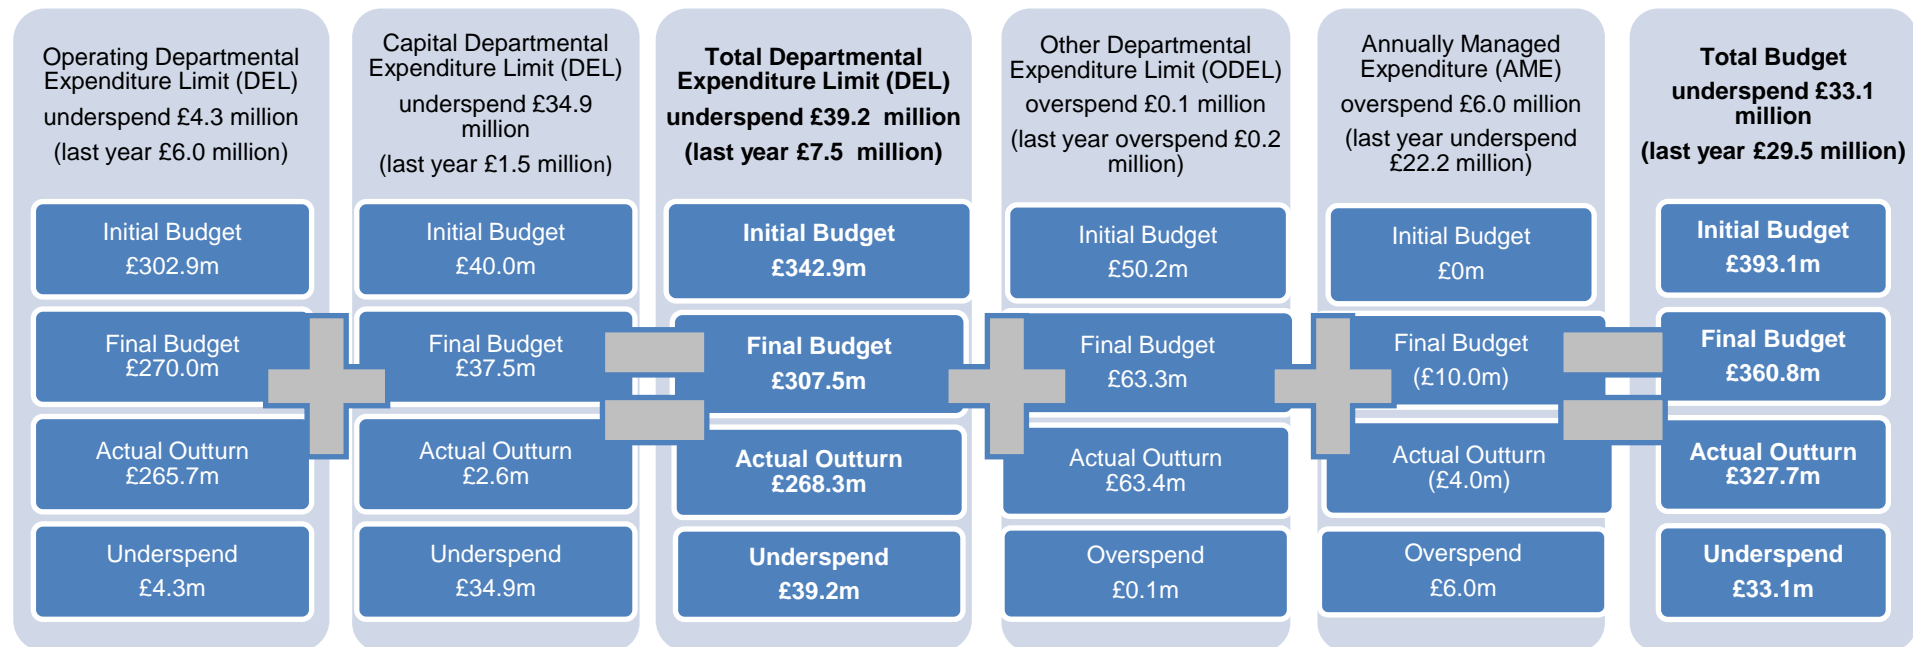 Operating Departmental
Expenditure Limit (DEL)
underspend £4.3 million
(last year £6.0 million)
Initial Budget
£302.9m
Final Budget
£270.0m
Actual Outturn
£265.7m
Underspend
£4.3m
Capital Departmental
Expenditure Limit (DEL)
underspend £34.9
million
(last year £1.5 million)
Initial Budget
£40.0m
Final Budget
£37.5m
Actual Outturn
£2.6m
Underspend
£34.9m
Total Departmental
Expenditure Limit (DEL)
underspend £39.2 million
(last year £7.5 million)
Initial Budget
£342.9m
Final Budget
£307.5m
Actual Outturn
£268.3m
Underspend
£39.2m
Other Departmental
Expenditure Limit (ODEL)
overspend £0.1 million
(last year overspend £0.2
million)
Initial Budget
£50.2m
Final Budget
£63.3m
Actual Outturn
£63.4m
Overspend
£0.1m
Annually Managed
Expenditure (AME)
overspend £6.0 million
(last year underspend
£22.2 million)
Initial Budget
£0m
Final Budget
(£10.0m)
Actual Outturn
(£4.0m)
Overspend
£6.0m
Total Budget
underspend £33.1
million
(last year £29.5 million)
Initial Budget
£393.1m
Final Budget
£360.8m
Actual Outturn
£327.7m
Underspend
£33.1m